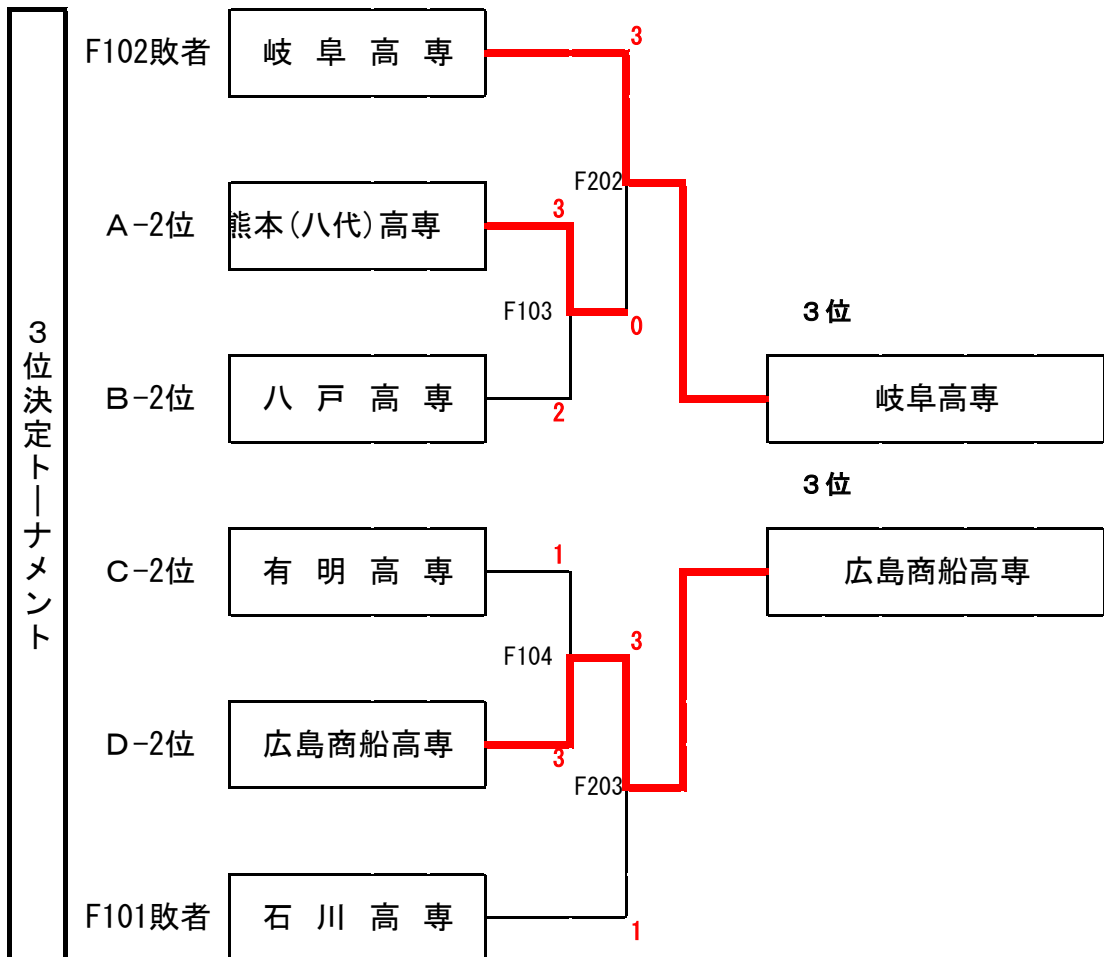 3位決定トーナメント
F102敗者
岐阜高専
3
F202
A-2位
熊本(八代)高専
3
F103
0
3位
B-2位
八戸高専
2
岐阜高専
3位
C-2位
有明高専
1
広島商船高専
F104
3
D-2位
広島商船高専
3
F203
F101敗者
石川高専
1